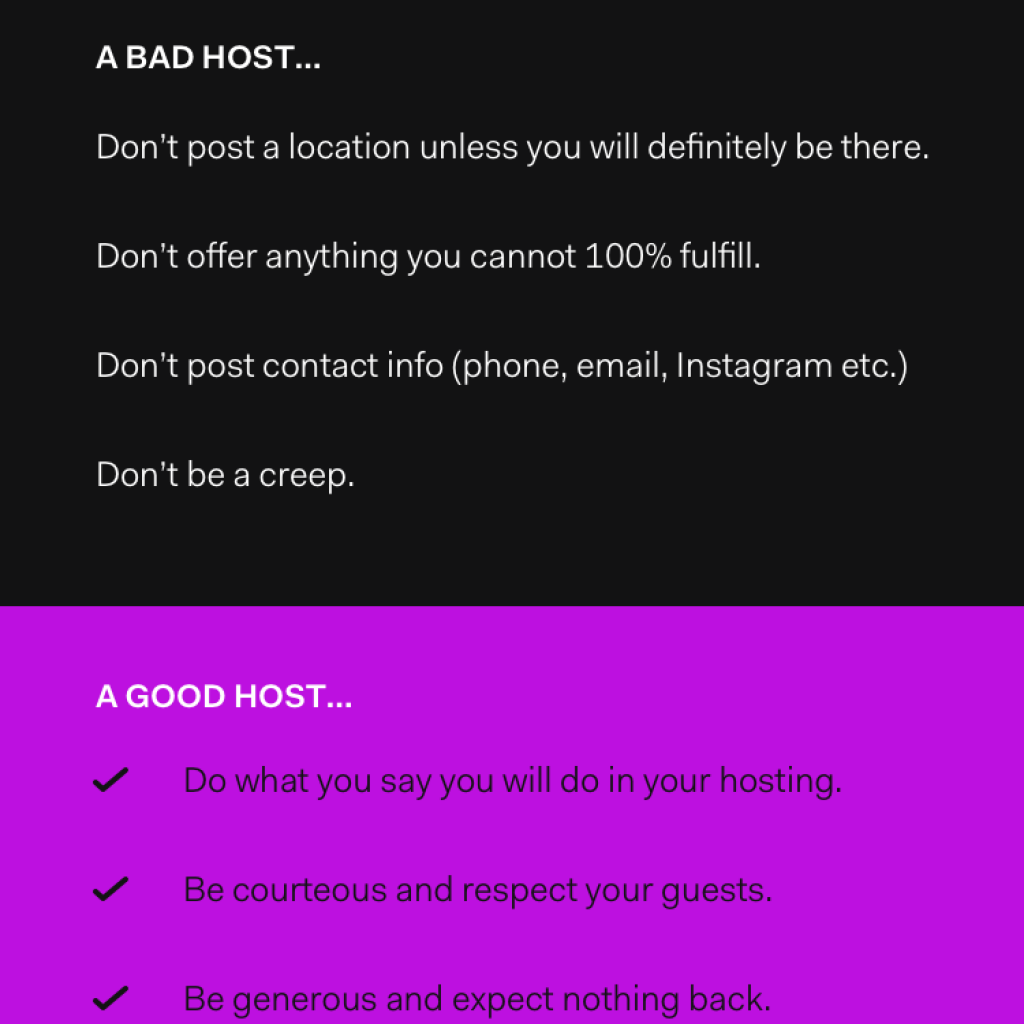 A BAD HOST...
Don't post a location unless you will definitely be there.
Don't offer anything you cannot 100% fulfill.
Don't post contact info (phone, email, Instagram etc.)
Don't be a creep.
A GOOD HOST...
Do what you say you will do in your hosting.
Be courteous and respect your guests.
Be generous and expect nothing back.